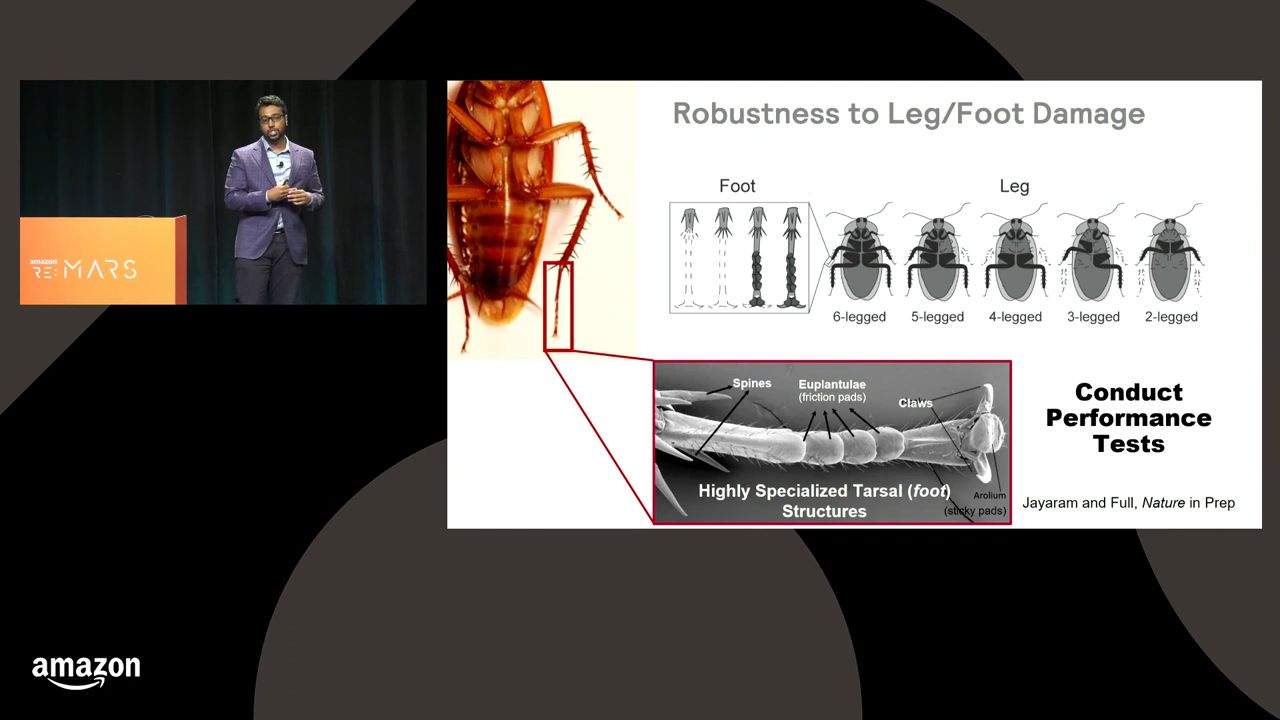 amazon
RE:MARS
Robustness to Leg/Foot Damage
Foot
Leg
6-legged
5-legged
4-legged
3-legged
2-legged
Spines
Euplantulae
(friction pads)
Claws
Highly Specialized Tarsal (foot)
Structures
Arolium
(sticky pads)
Conduct
Performance
Tests
Jayaram and Full, Nature in Prep
amazon